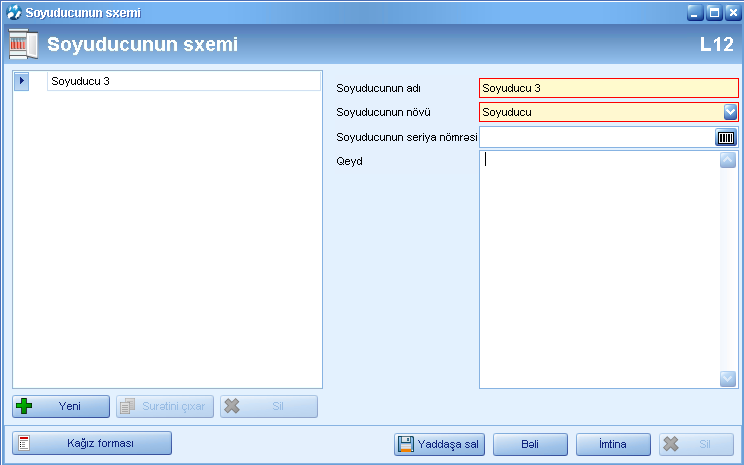 Soyuducunun sxemi
Soyuducunun sxemi
L12
Soyuducu 3
Soyuducunun adı
Soyuducu 3
Soyuducunun növü
Soyuducu
Soyuducunun seriya nömrəsi
Qeyd
Yeni
Surətini çıxar
Sil
Kağız forması
Yaddaşa sal
Bəli
İmtina
Sil